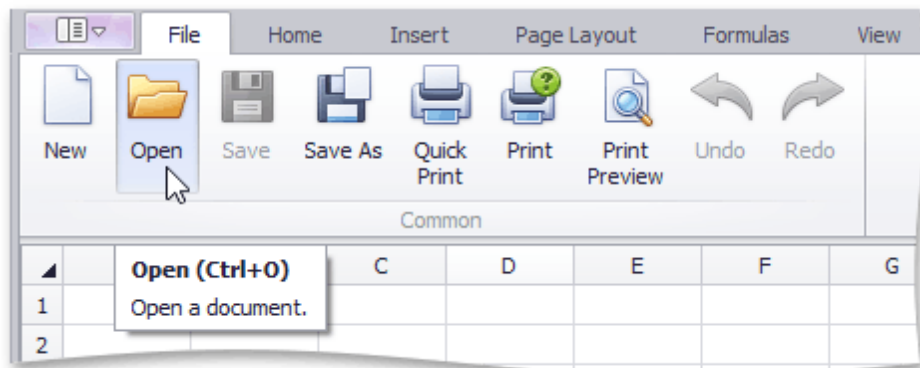 File Home Insert Page Layout Formulas View
New Open Save Save As Quick Print Print Print Preview Undo Redo
Common
Open (Ctrl+O)
Open a document.
C D E F G
1
2